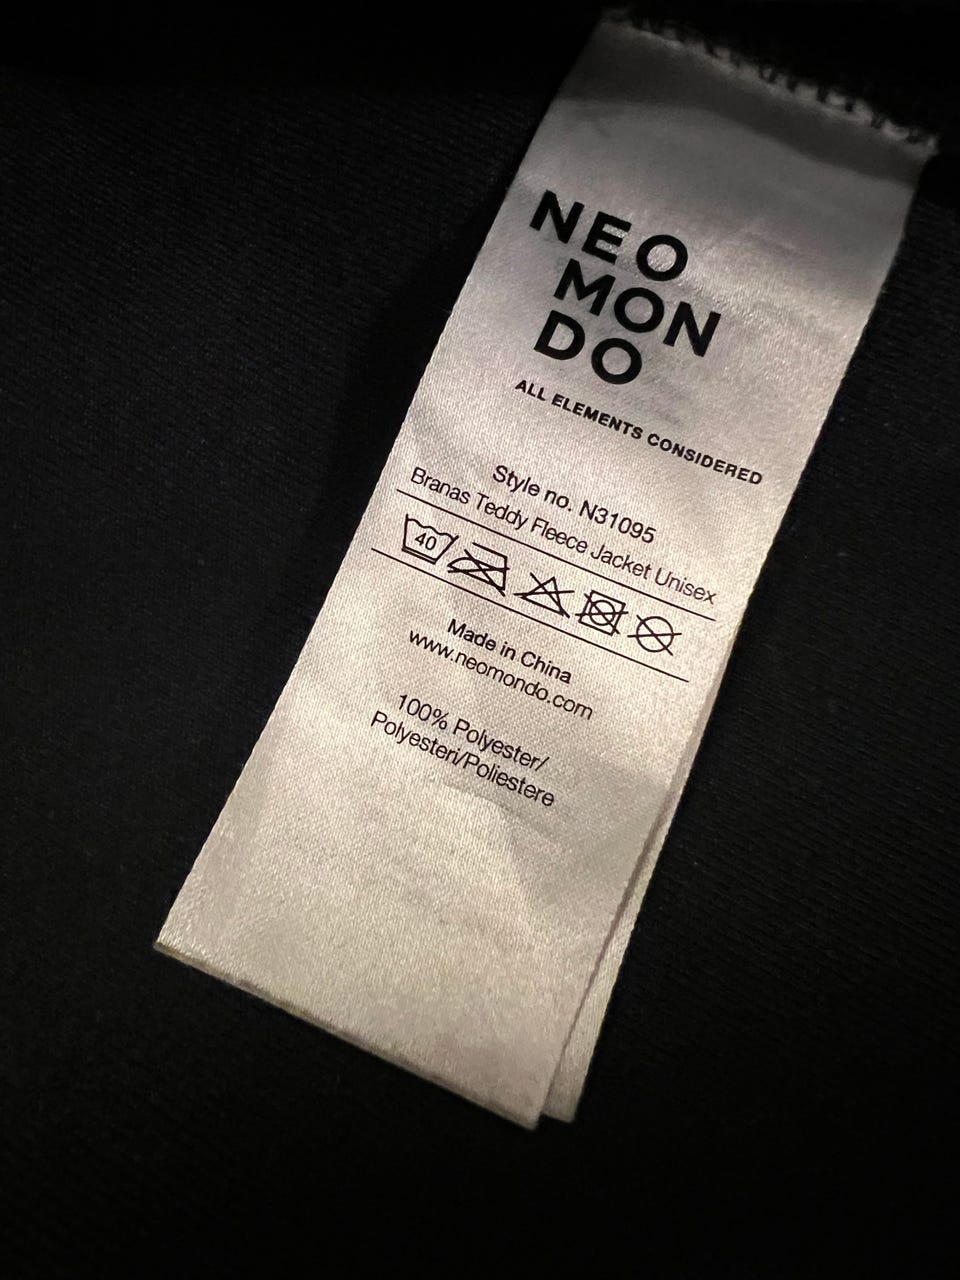 NEO
MON
DO
ALL ELEMENTS CONSIDERED
Style no. N31095
Branas Teddy Fleece Jacket Unisex
40
Made in China
www.neomondo.com
100% Polyester/
Polyesteri/Poliestere